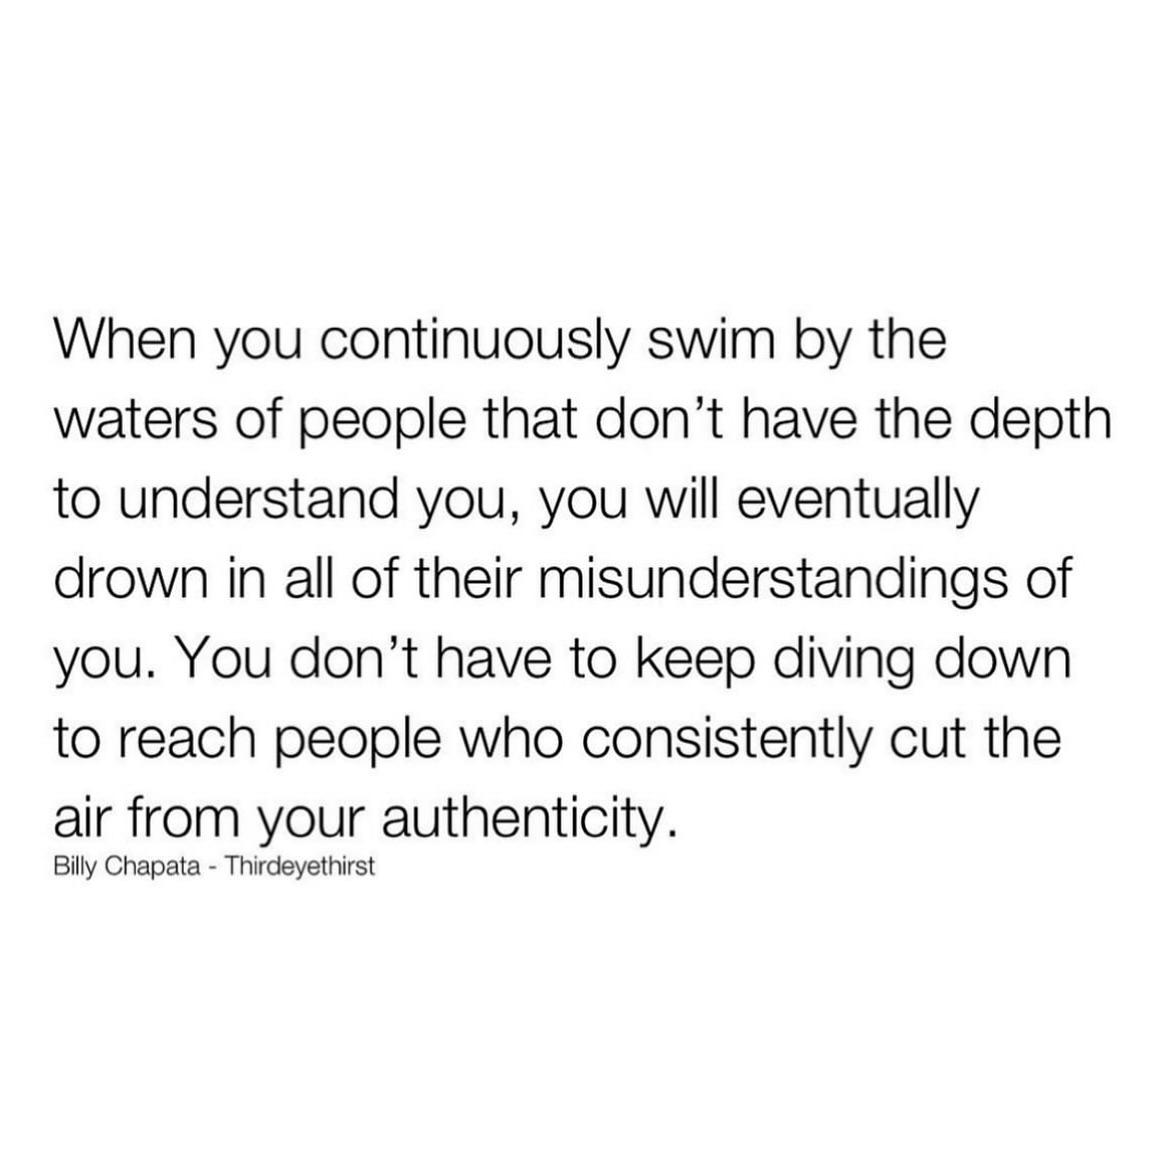 When you continuously swim by the
waters of people that don’t have the depth
to understand you, you will eventually
drown in all of their misunderstandings of
you. You don’t have to keep diving down
to reach people who consistently cut the
air from your authenticity.
Billy Chapata - Thirdeyethirst